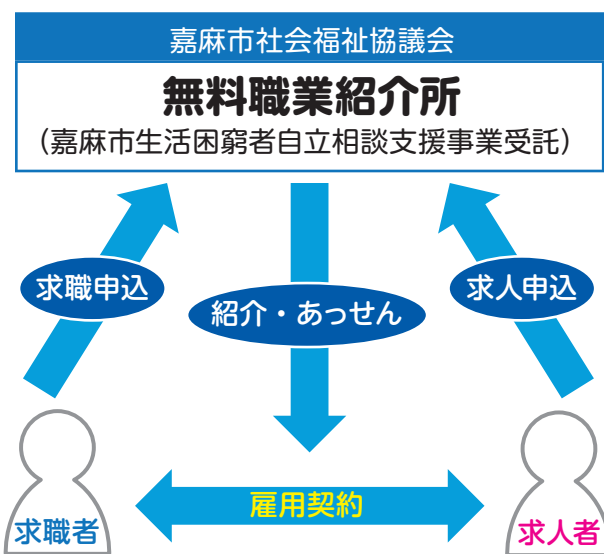 嘉麻市社会福祉協議会
無料職業紹介所
（嘉麻市生活困窮者自立相談支援事業受託）
求職申込
紹介・あっせん
求人申込
雇用契約
求職者
求人者